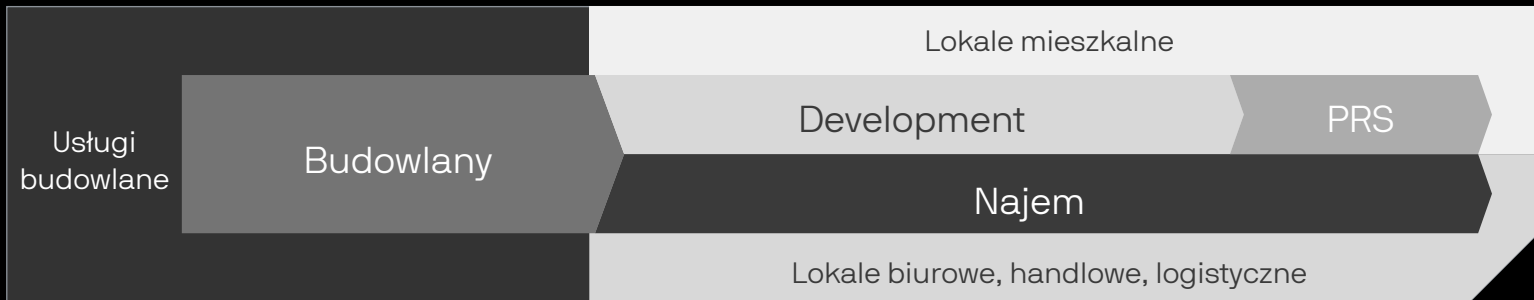 Usługi
budowlane
Budowlany
Lokale mieszkalne
Development
PRS
Najem
Lokale biurowe, handlowe, logistyczne